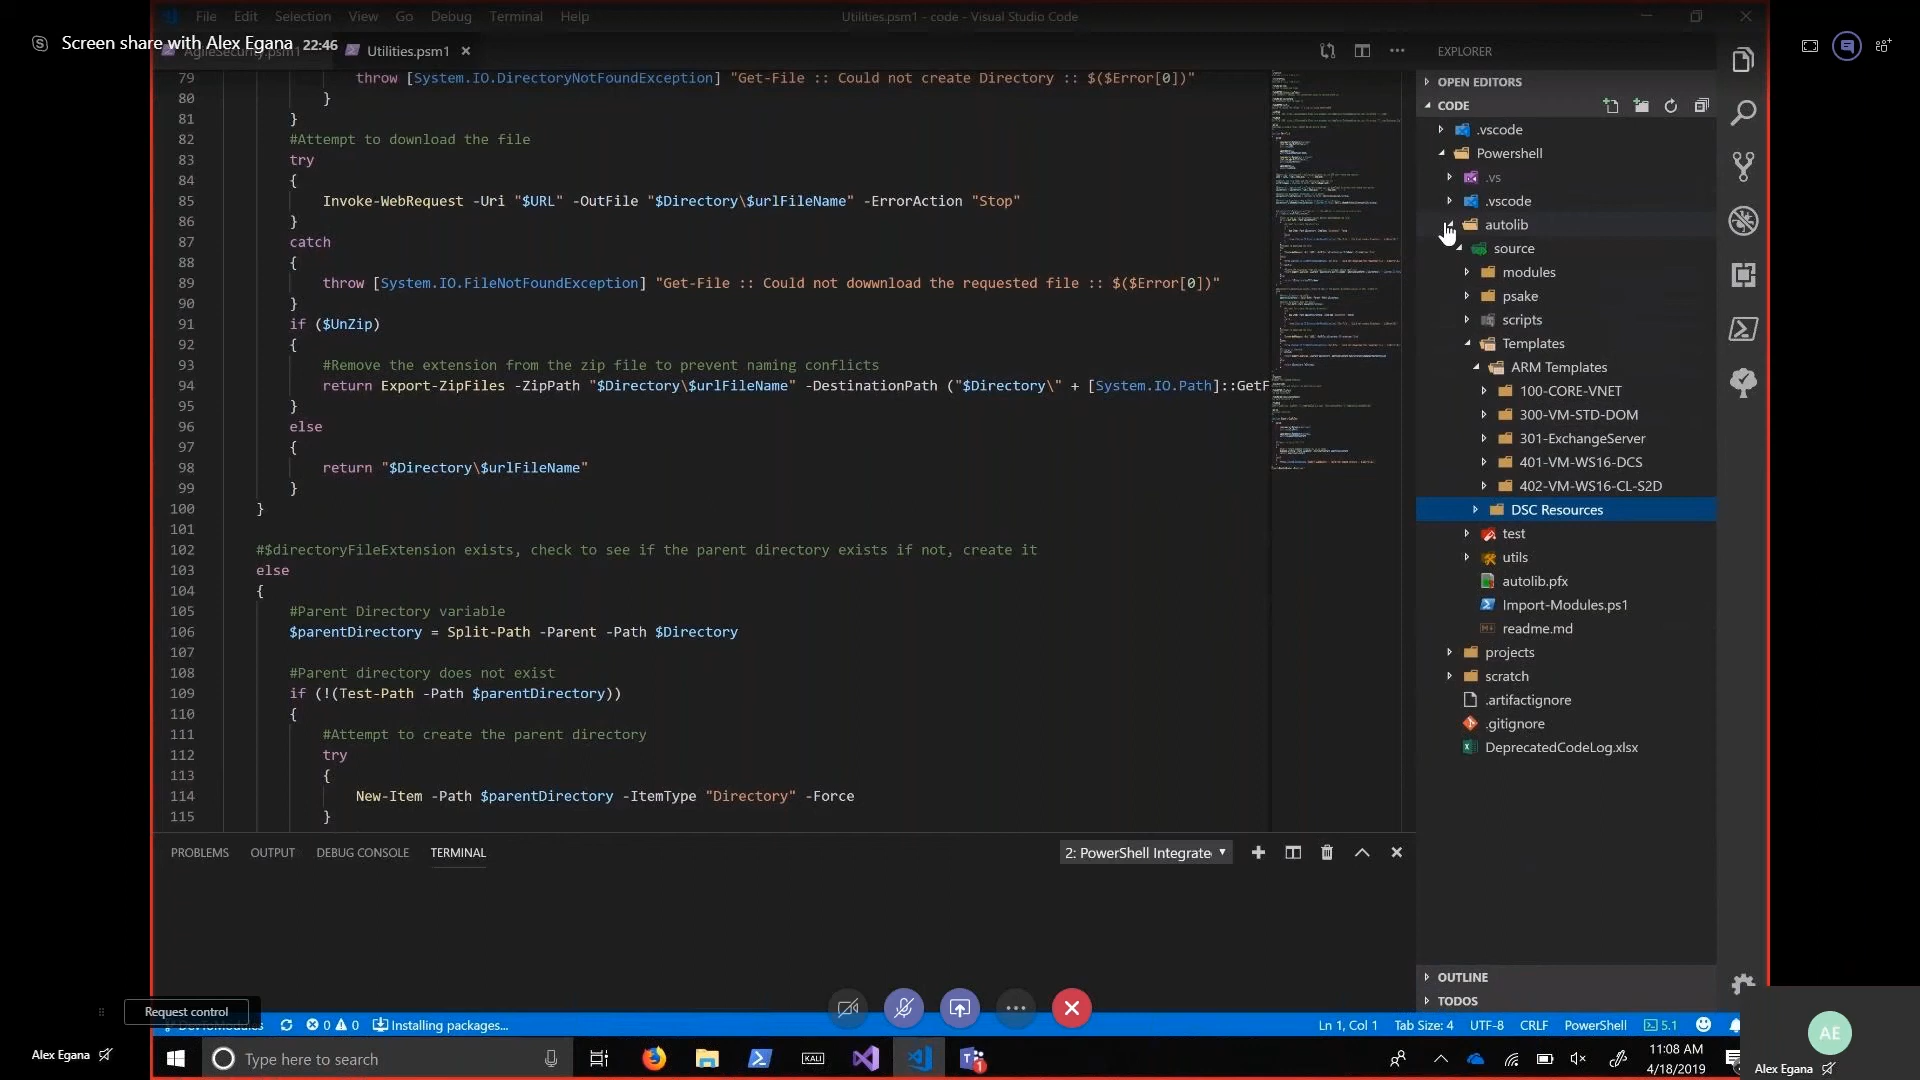 File Edit Selection View Go Debug Terminal Help
Utilities.psm1 - code - Visual Studio Code
Screen share with Alex Egana 22:46
AgileSecurity.psm1
Utilities.psm1
79 throw [System.IO.DirectoryNotFoundException] "Get-File :: Could not create Directory :: $($Error[0])"
80 }
81 }
82 #Attempt to download the file
83 try
84 {
85 Invoke-WebRequest -Uri "$URL" -OutFile "$Directory\$urlFileName" -ErrorAction "Stop"
86 }
87 catch
88 {
89 throw [System.IO.FileNotFoundException] "Get-File :: Could not dowwnload the requested file :: $($Error[0])"
90 }
91 if ($UnZip)
92 {
93 #Remove the extension from the zip file to prevent naming conflicts
94 return Export-ZipFiles -ZipPath "$Directory\$urlFileName" -DestinationPath ("$Directory\" + [System.IO.Path]::GetF
95 }
96 else
97 {
98 return "$Directory\$urlFileName"
99 }
100 }
101
102 #$directoryFileExtension exists, check to see if the parent directory exists if not, create it
103 else
104 {
105 #Parent Directory variable
106 $parentDirectory = Split-Path -Parent -Path $Directory
107
108 #Parent directory does not exist
109 if (!(Test-Path -Path $parentDirectory))
110 {
111 #Attempt to create the parent directory
112 try
113 {
114 New-Item -Path $parentDirectory -ItemType "Directory" -Force
115 }
EXPLORER
OPEN EDITORS
CODE
.vscode
Powershell
.vs
.vscode
autolib
source
modules
psake
scripts
Templates
ARM Templates
100-CORE-VNET
300-VM-STD-DOM
301-ExchangeServer
401-VM-WS16-DCS
402-VM-WS16-CL-S2D
DSC Resources
test
utils
autolib.pfx
Import-Modules.ps1
readme.md
projects
scratch
.artifactignore
.gitignore
DeprecatedCodeLog.xlsx
OUTLINE
TODOS
PROBLEMS OUTPUT DEBUG CONSOLE TERMINAL
2: PowerShell Integrate
Request control
0 0 Installing packages...
Ln 1, Col 1 Tab Size: 4 UTF-8 CRLF PowerShell 5.1
Alex Egana
Type here to search
KALI
1
11:08 AM
4/18/2019
AE
Alex Egana